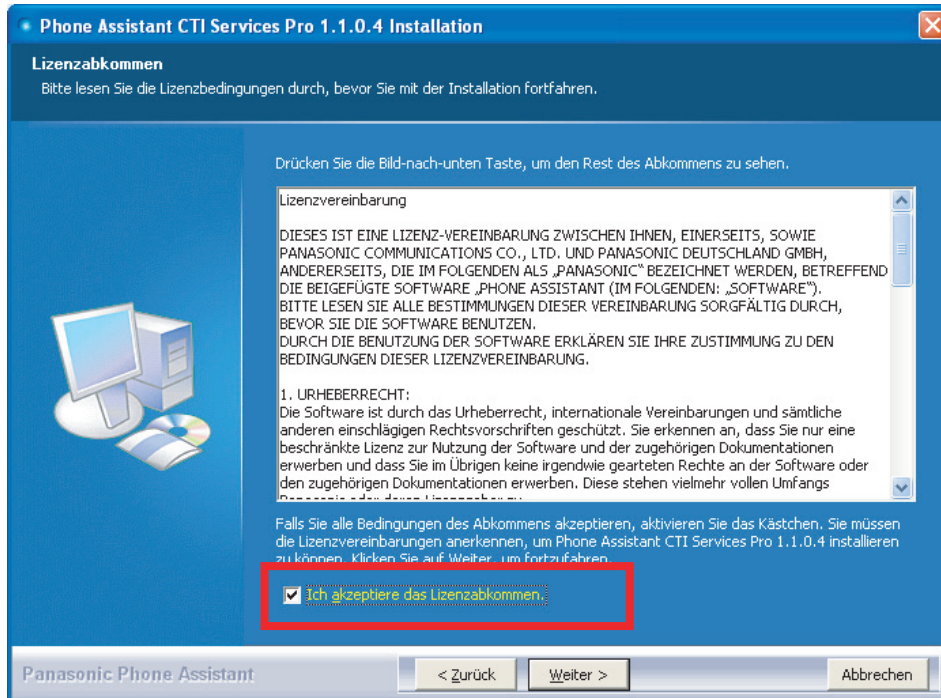 Phone Assistant CTI Services Pro 1.1.0.4 Installation
Lizenzabkommen
Bitte lesen Sie die Lizenzbedingungen durch, bevor Sie mit der Installation fortfahren.
Drücken Sie die Bild-nach-unten Taste, um den Rest des Abkommens zu sehen.
Lizenzvereinbarung
DIESES IST EINE LIZENZ-VEREINBARUNG ZWISCHEN IHNEN, EINERSEITS, SOWIE
PANASONIC COMMUNICATIONS CO., LTD. UND PANASONIC DEUTSCHLAND GMBH,
ANDERERSEITS, DIE IM FOLGENDEN ALS „PANASONIC" BEZEICHNET WERDEN, BETREFFEND
DIE BEIGEFÜGTE SOFTWARE „PHONE ASSISTANT (IM FOLGENDEN: „SOFTWARE").
BITTE LESEN SIE ALLE BESTIMMUNGEN DIESER VEREINBARUNG SORGFÄLTIG DURCH,
BEVOR SIE DIE SOFTWARE BENUTZEN.
DURCH DIE BENUTZUNG DER SOFTWARE ERKLÄREN SIE IHRE ZUSTIMMUNG ZU DEN
BEDINGUNGEN DIESER LIZENZVEREINBARUNG.
1. URHEBERRECHT:
Die Software ist durch das Urheberrecht, internationale Vereinbarungen und sämtliche
anderen einschlägigen Rechtsvorschriften geschützt. Sie erkennen an, dass Sie nur eine
beschränkte Lizenz zur Nutzung der Software und der zugehörigen Dokumentationen
erwerben und dass Sie im Übrigen keine irgendwie gearteten Rechte an der Software oder
den zugehörigen Dokumentationen erwerben. Diese stehen vielmehr vollen Umfangs
Panasonic oder deren Lizenzgeber zu.
Falls Sie alle Bedingungen des Abkommens akzeptieren, aktivieren Sie das Kästchen. Sie müssen
die Lizenzvereinbarungen anerkennen, um Phone Assistant CTI Services Pro 1.1.0.4 installieren
zu können. Klicken Sie auf Weiter, um fortzufahren.
Ich akzeptiere das Lizenzabkommen.
Panasonic Phone Assistant
< Zurück
Weiter >
Abbrechen